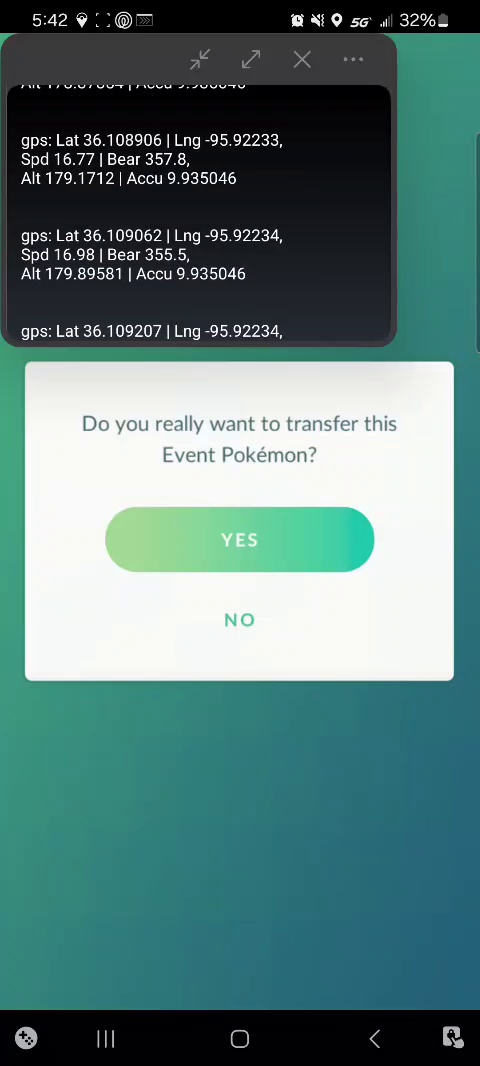 5:42
5G 32%
gps: Lat 36.108906 | Lng -95.92233,
Spd 16.77 | Bear 357.8,
Alt 179.1712 | Accu 9.935046
gps: Lat 36.109062 | Lng -95.92234,
Spd 16.98 | Bear 355.5,
Alt 179.89581 | Accu 9.935046
gps: Lat 36.109207 | Lng -95.92234,
Do you really want to transfer this
Event Pokémon?
YES
NO